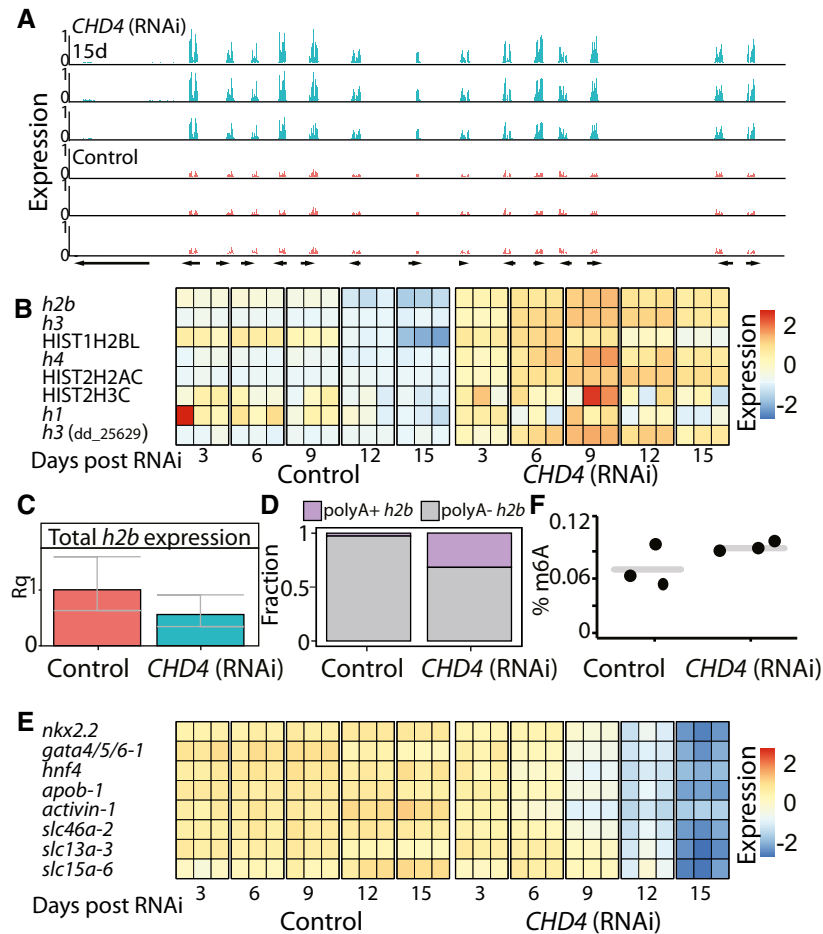 A
CHD4 (RNAi)
15d
1
0
1
0
1
0
Control
1
0
1
0
1
0
Expression
B
h2b
h3
HIST1H2BL
h4
HIST2H2AC
HIST2H3C
h1
h3 (dd_25629)
Days post RNAi
3 6 9 12 15 3 6 9 12 15
Control CHD4 (RNAi)
Expression
2
0
-2
C
Total h2b expression
Rq
1
0
Control CHD4 (RNAi)
D
polyA+ h2b polyA- h2b
Fraction
1
0.5
0
Control CHD4 (RNAi)
F
% m6A
0.12
0.06
0
Control CHD4 (RNAi)
E
nkx2.2
gata4/5/6-1
hnf4
apob-1
activin-1
slc46a-2
slc13a-3
slc15a-6
Days post RNAi
3 6 9 12 15 3 6 9 12 15
Control CHD4 (RNAi)
Expression
2
0
-2